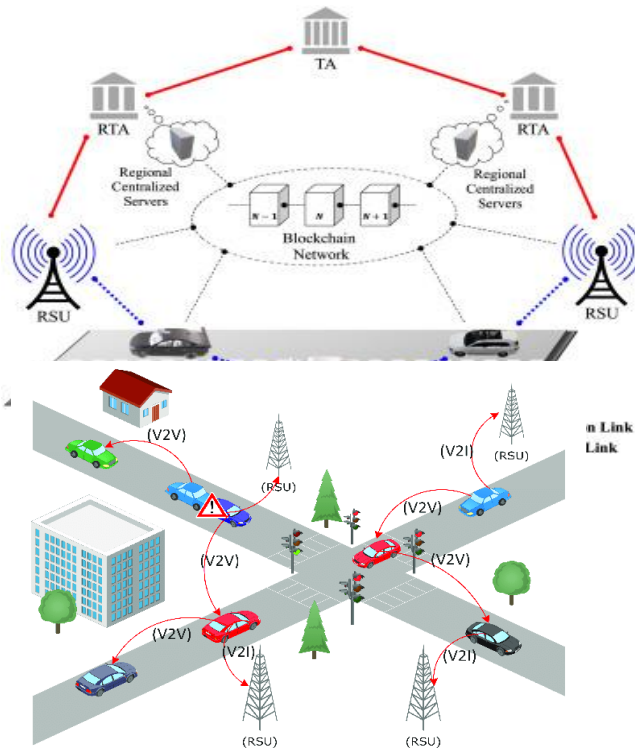 TA
RTA
RTA
Regional
Centralized
Servers
Regional
Centralized
Servers
N − 1
N
N + 1
Blockchain
Network
RSU
RSU
n Link
Link
(V2V)
(RSU)
(V2I)
(RSU)
(V2V)
(V2V)
(V2V)
(V2V)
(V2I)
(V2I)
(RSU)
(RSU)